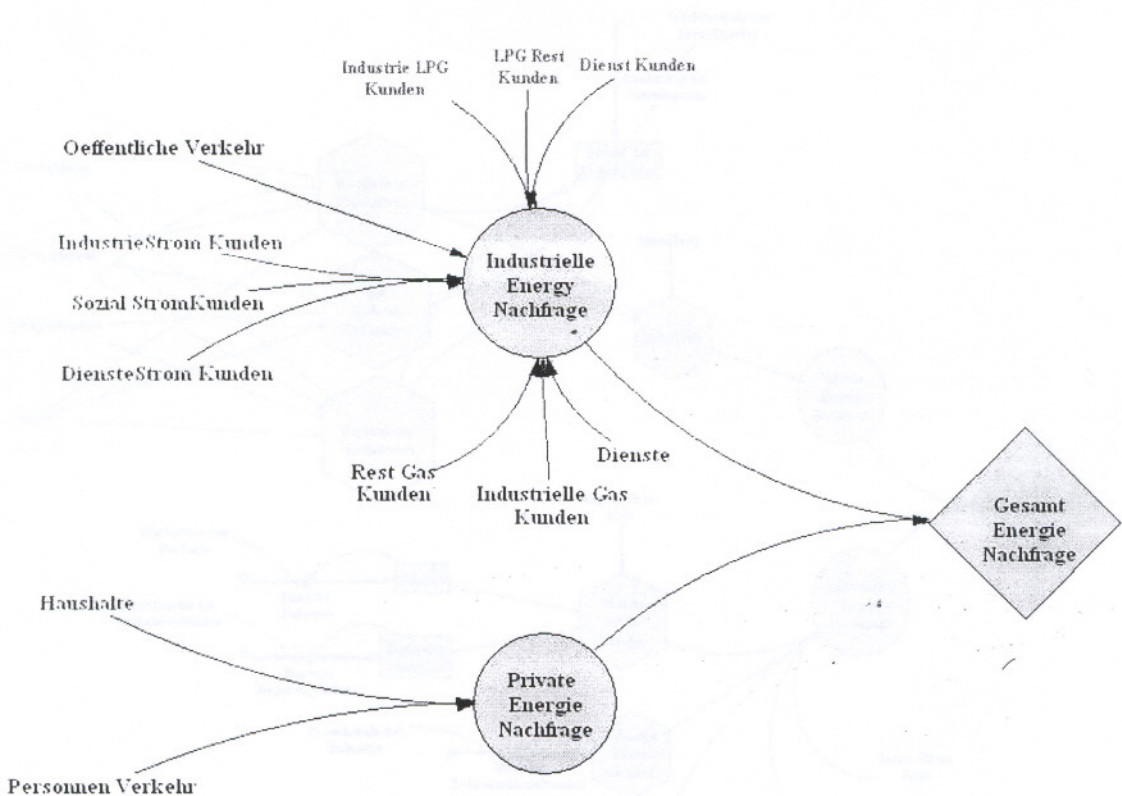 Industrie LPG
Kunden
LPG Rest
Kunden
Dienst Kunden
Oeffentliche Verkehr
IndustrieStrom Kunden
Sozial StromKunden
DiensteStrom Kunden
Industrielle
Energy
Nachfrage
Rest Gas
Kunden
Industrielle Gas
Kunden
Dienste
Gesamt
Energie
Nachfrage
Haushalte
Private
Energie
Nachfrage
Personnen Verkehr